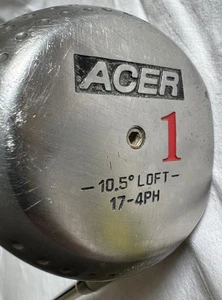 ACER
1
–10.5° LOFT–
17-4PH